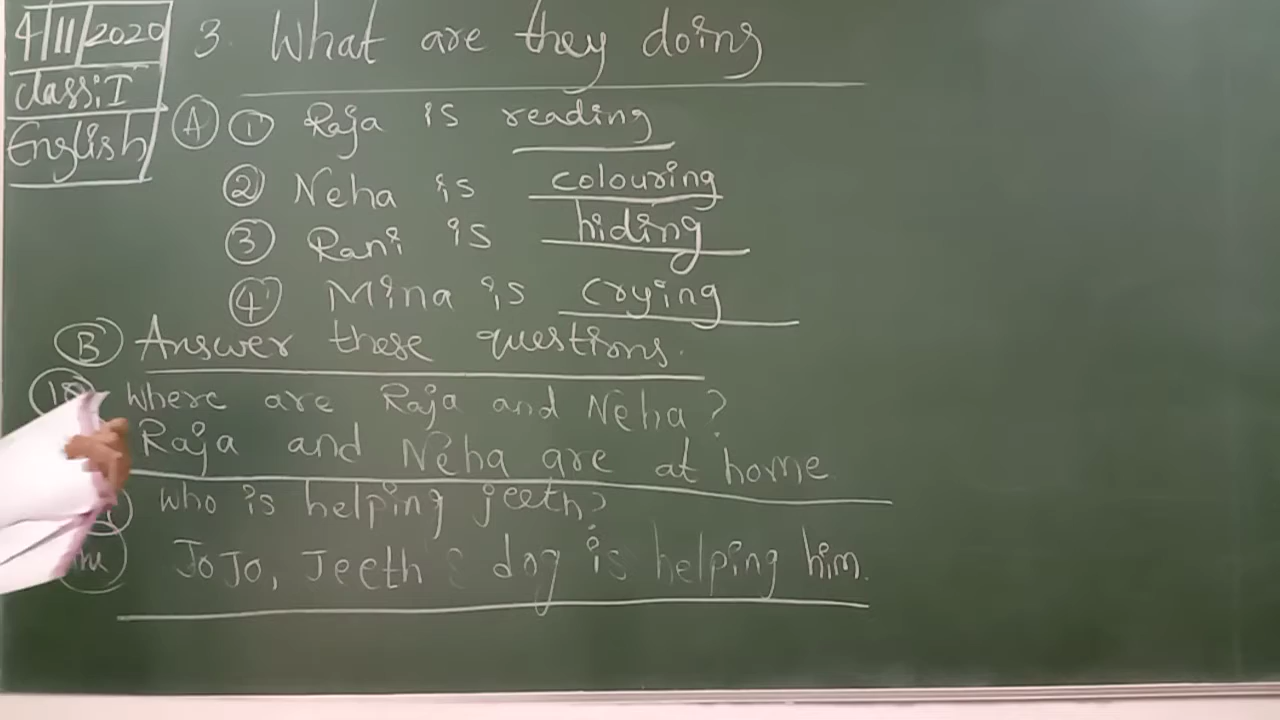 4/11/2020
class: I
English
3. What are they doing
A ① Raja is reading
② Neha is colouring
③ Rani is hiding
④ Mina is crying
B Answer these questions.
where are Raja and Neha?
Raja and Neha are at home
who is helping jeeth?
JoJo, Jeeth's dog is helping him.